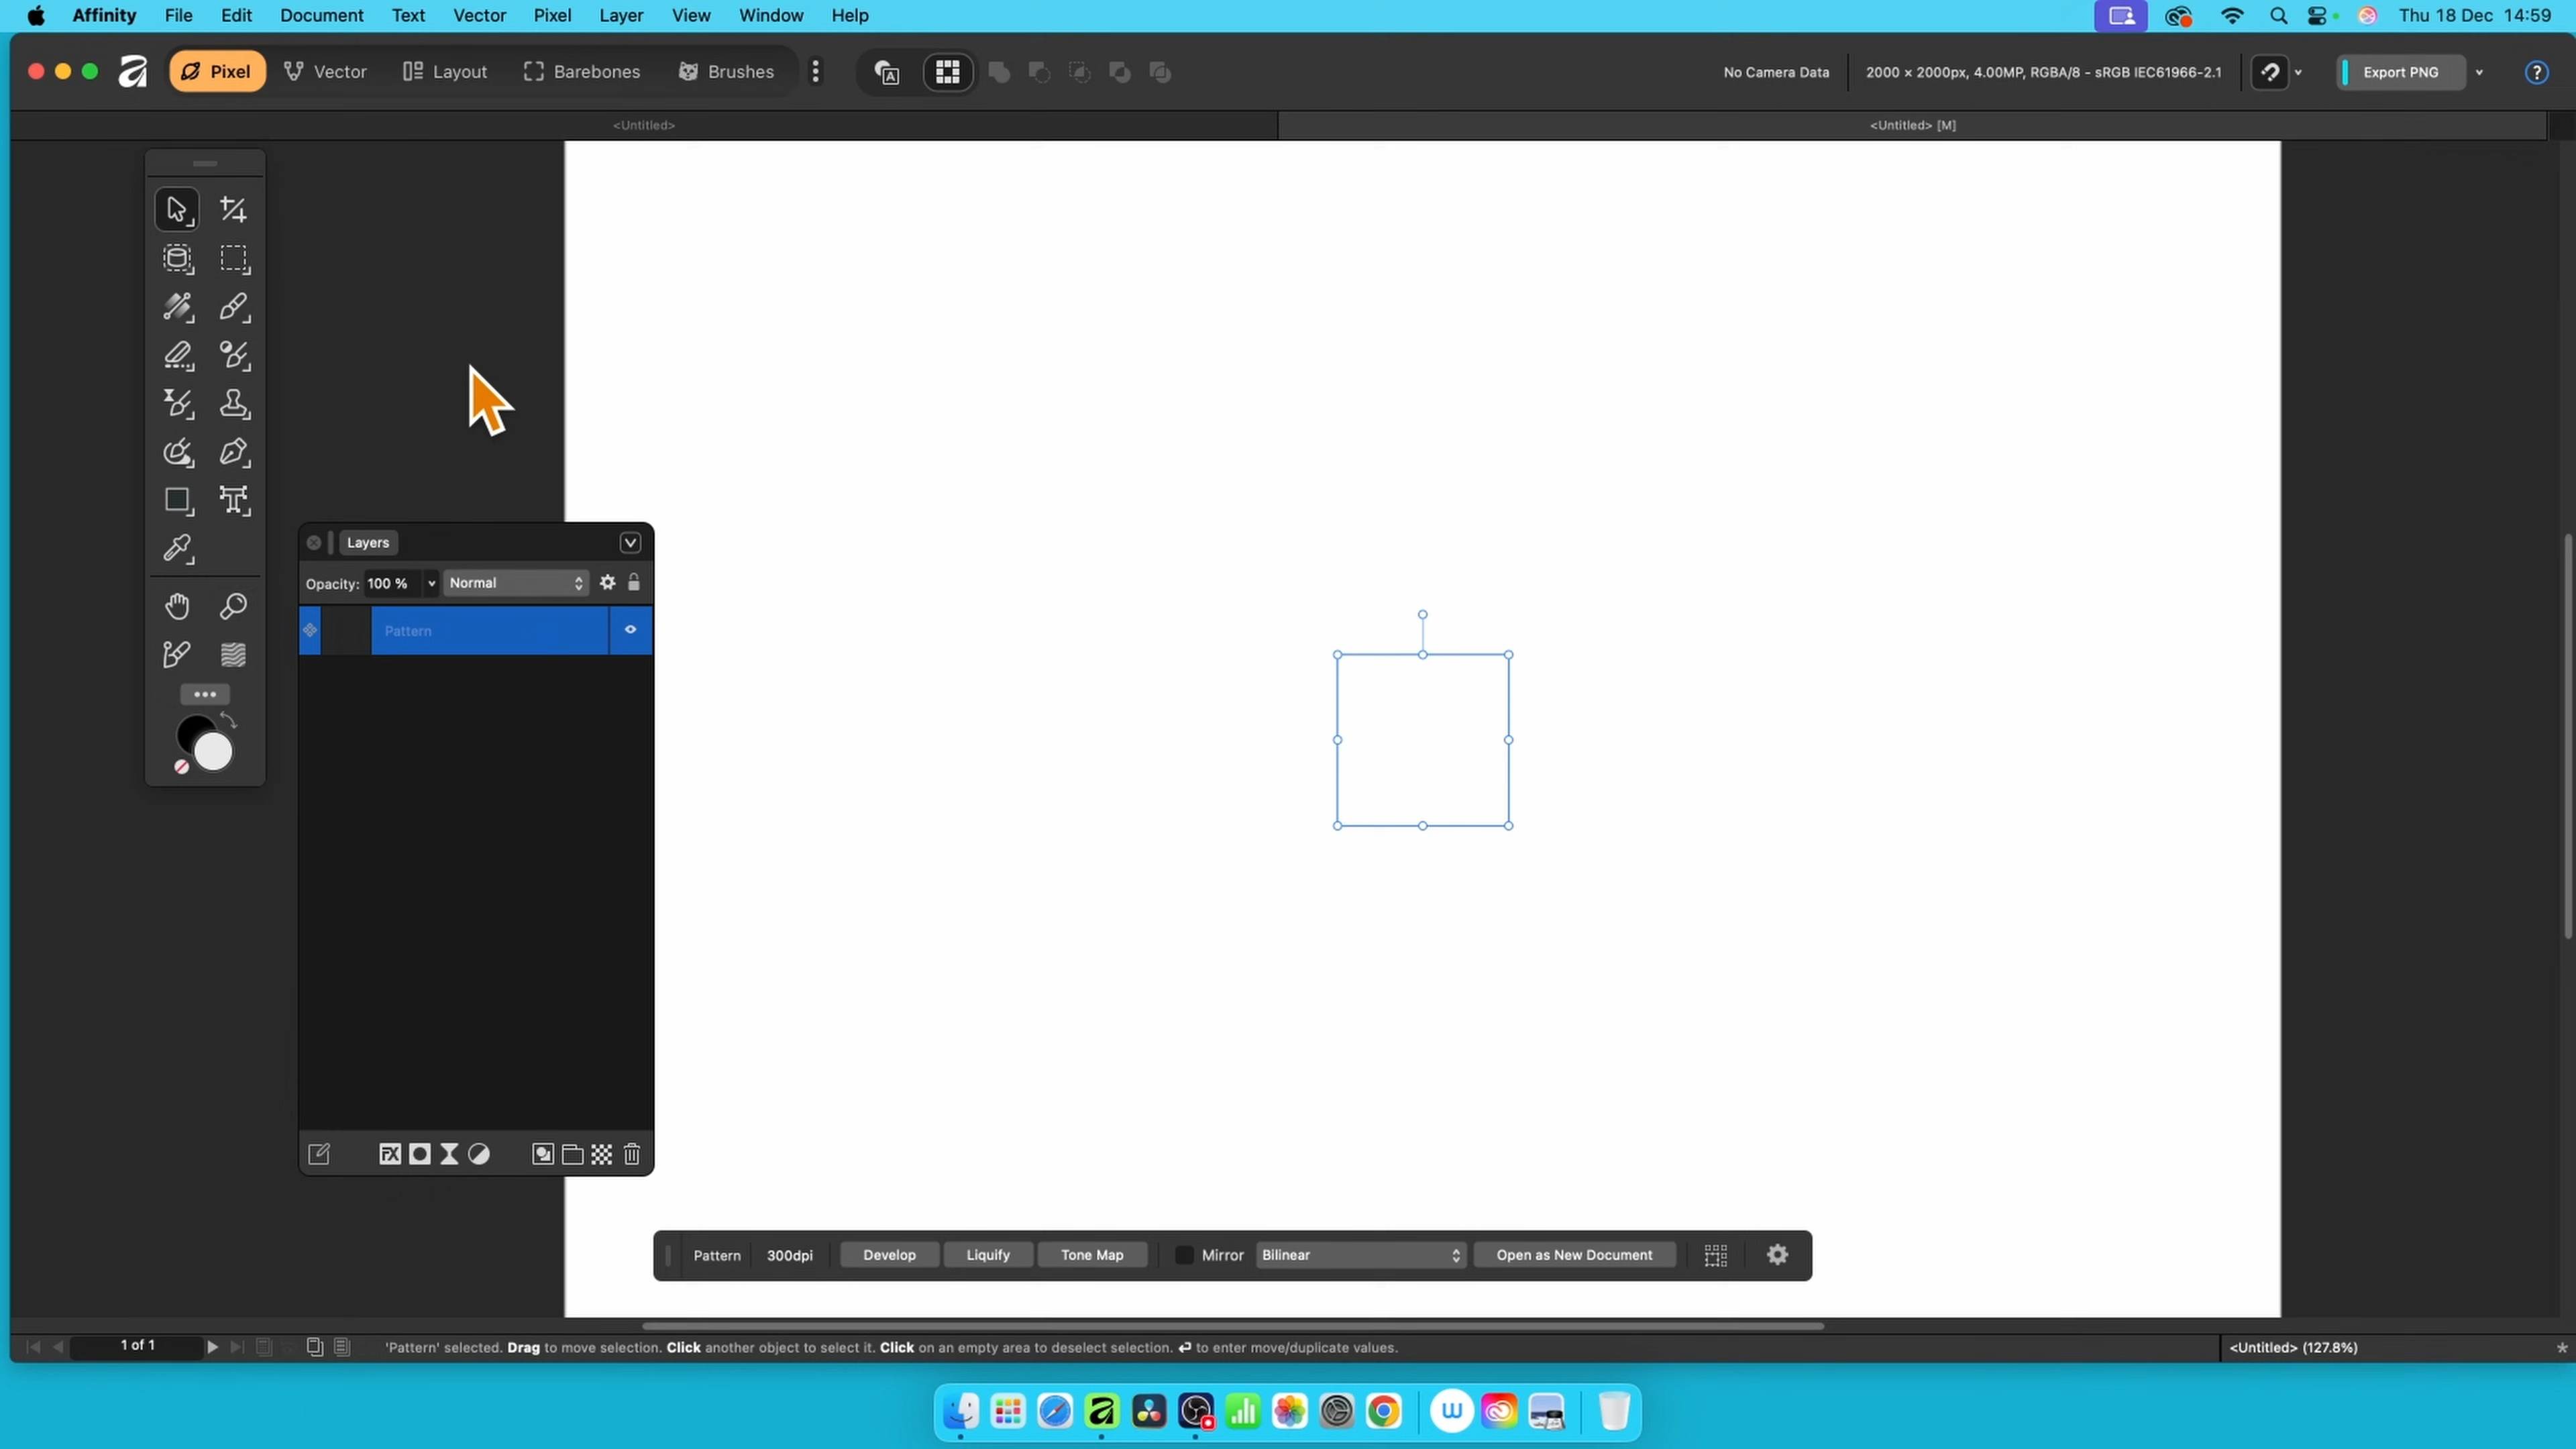 Affinity File Edit Document Text Vector Pixel Layer View Window Help Thu 18 Dec 14:59
Pixel Vector Layout Barebones Brushes A No Camera Data 2000 × 2000px, 4.00MP, RGBA/8 - sRGB IEC61966-2.1 Export PNG ?
<Untitled> <Untitled> [M]
Layers
Opacity: 100 % Normal
Pattern
FX
Pattern 300dpi Develop Liquify Tone Map Mirror Bilinear Open as New Document
1 of 1 'Pattern' selected. Drag to move selection. Click another object to select it. Click on an empty area to deselect selection. ↵ to enter move/duplicate values. <Untitled> (127.8%) *